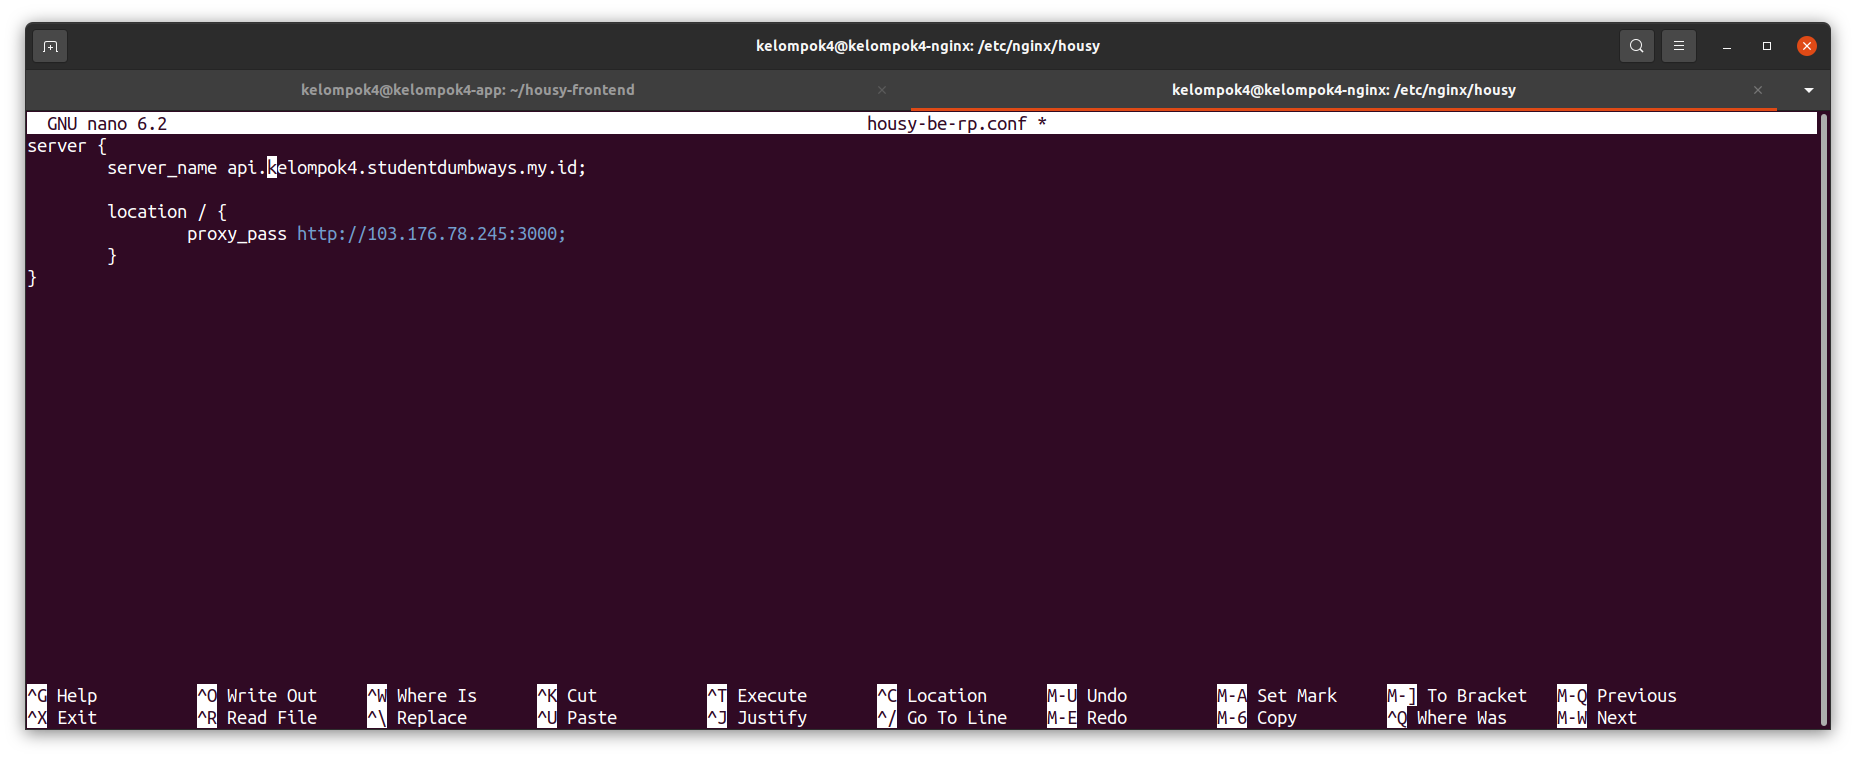 kelompok4@kelompok4-nginx: /etc/nginx/housy
kelompok4@kelompok4-app: ~/housy-frontend
kelompok4@kelompok4-nginx: /etc/nginx/housy
GNU nano 6.2 housy-be-rp.conf *
server {
server_name api.kelompok4.studentdumbways.my.id;
location / {
proxy_pass http://103.176.78.245:3000;
}
}
^G Help ^O Write Out ^W Where Is ^K Cut ^T Execute ^C Location M-U Undo M-A Set Mark M-] To Bracket M-Q Previous
^X Exit ^R Read File ^\ Replace ^U Paste ^J Justify ^/ Go To Line M-E Redo M-6 Copy ^Q Where Was M-W Next